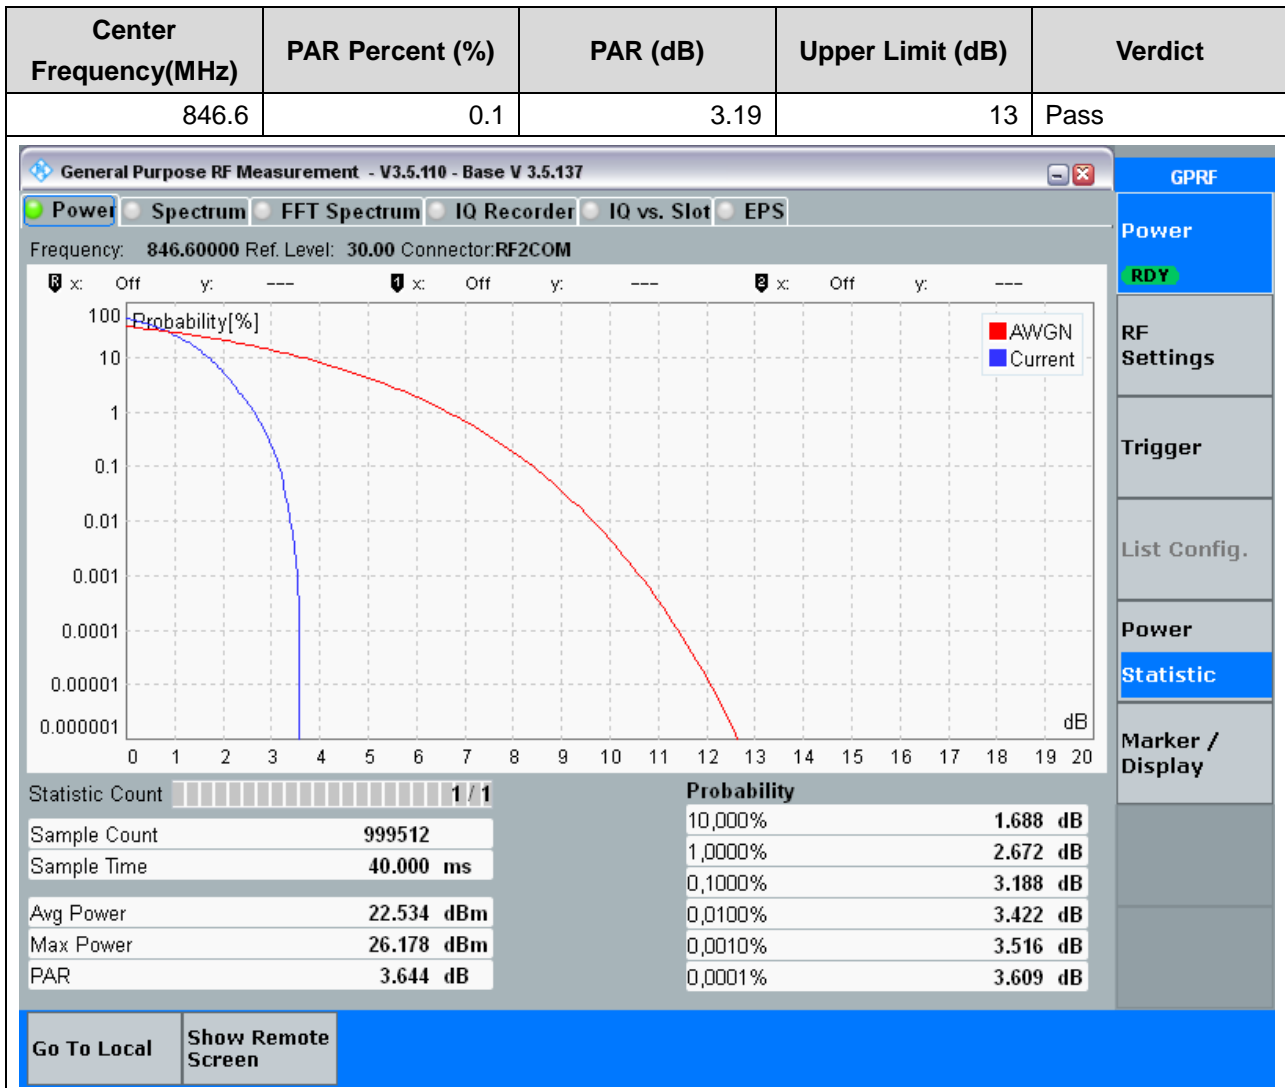 Center Frequency(MHz) PAR Percent (%) PAR (dB) Upper Limit (dB) Verdict
846.6 0.1 3.19 13 Pass
General Purpose RF Measurement - V3.5.110 - Base V 3.5.137
Power Spectrum FFT Spectrum IQ Recorder IQ vs. Slot EPS
Frequency: 846.60000 Ref. Level: 30.00 Connector:RF2COM
R x: Off y: --- 1 x: Off y: --- 2 x: Off y: ---
Probability[%]
AWGN
Current
100
10
1
0.1
0.01
0.001
0.0001
0.00001
0.000001
dB
0 1 2 3 4 5 6 7 8 9 10 11 12 13 14 15 16 17 18 19 20
Statistic Count 1 / 1
Sample Count 999512
Sample Time 40.000 ms
Avg Power 22.534 dBm
Max Power 26.178 dBm
PAR 3.644 dB
Probability
10,000% 1.688 dB
1,0000% 2.672 dB
0,1000% 3.188 dB
0,0100% 3.422 dB
0,0010% 3.516 dB
0,0001% 3.609 dB
GPRF
Power
RDY
RF
Settings
Trigger
List Config.
Power
Statistic
Marker /
Display
Go To Local
Show Remote
Screen